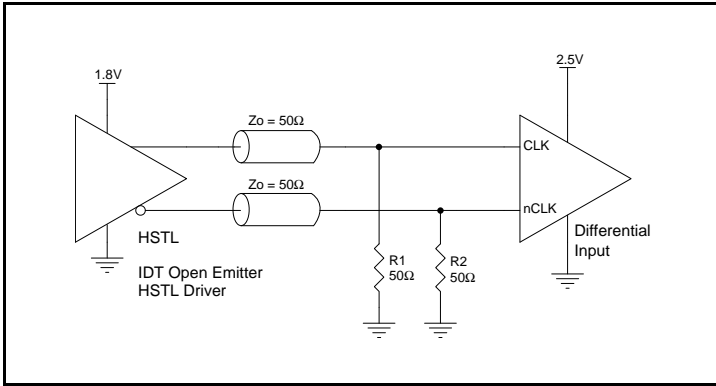 1.8V
2.5V
Zo = 50Ω
CLK
Zo = 50Ω
nCLK
HSTL
Differential
Input
IDT Open Emitter
HSTL Driver
R1
50Ω
R2
50Ω